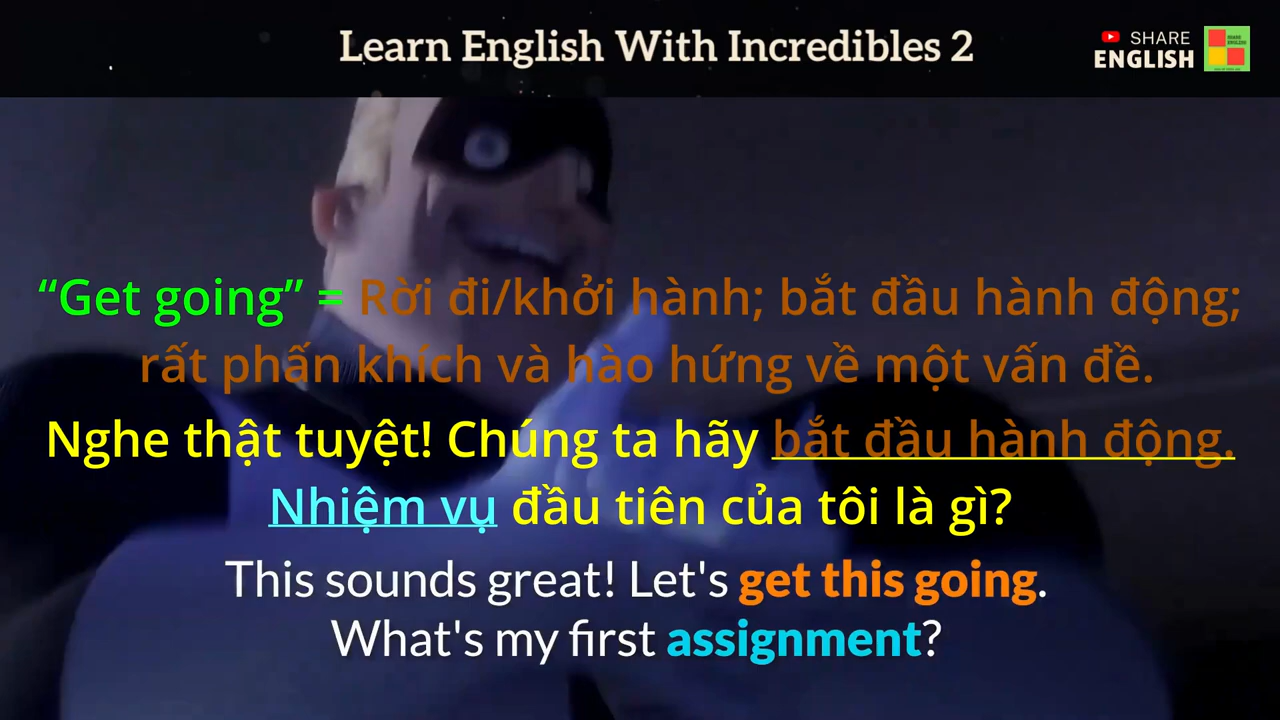 Learn English With Incredibles 2
SHARE
ENGLISH
“Get going” = Rời đi/khởi hành; bắt đầu hành động;
rất phấn khích và hào hứng về một vấn đề.
Nghe thật tuyệt! Chúng ta hãy bắt đầu hành động.
Nhiệm vụ đầu tiên của tôi là gì?
This sounds great! Let's get this going.
What's my first assignment?